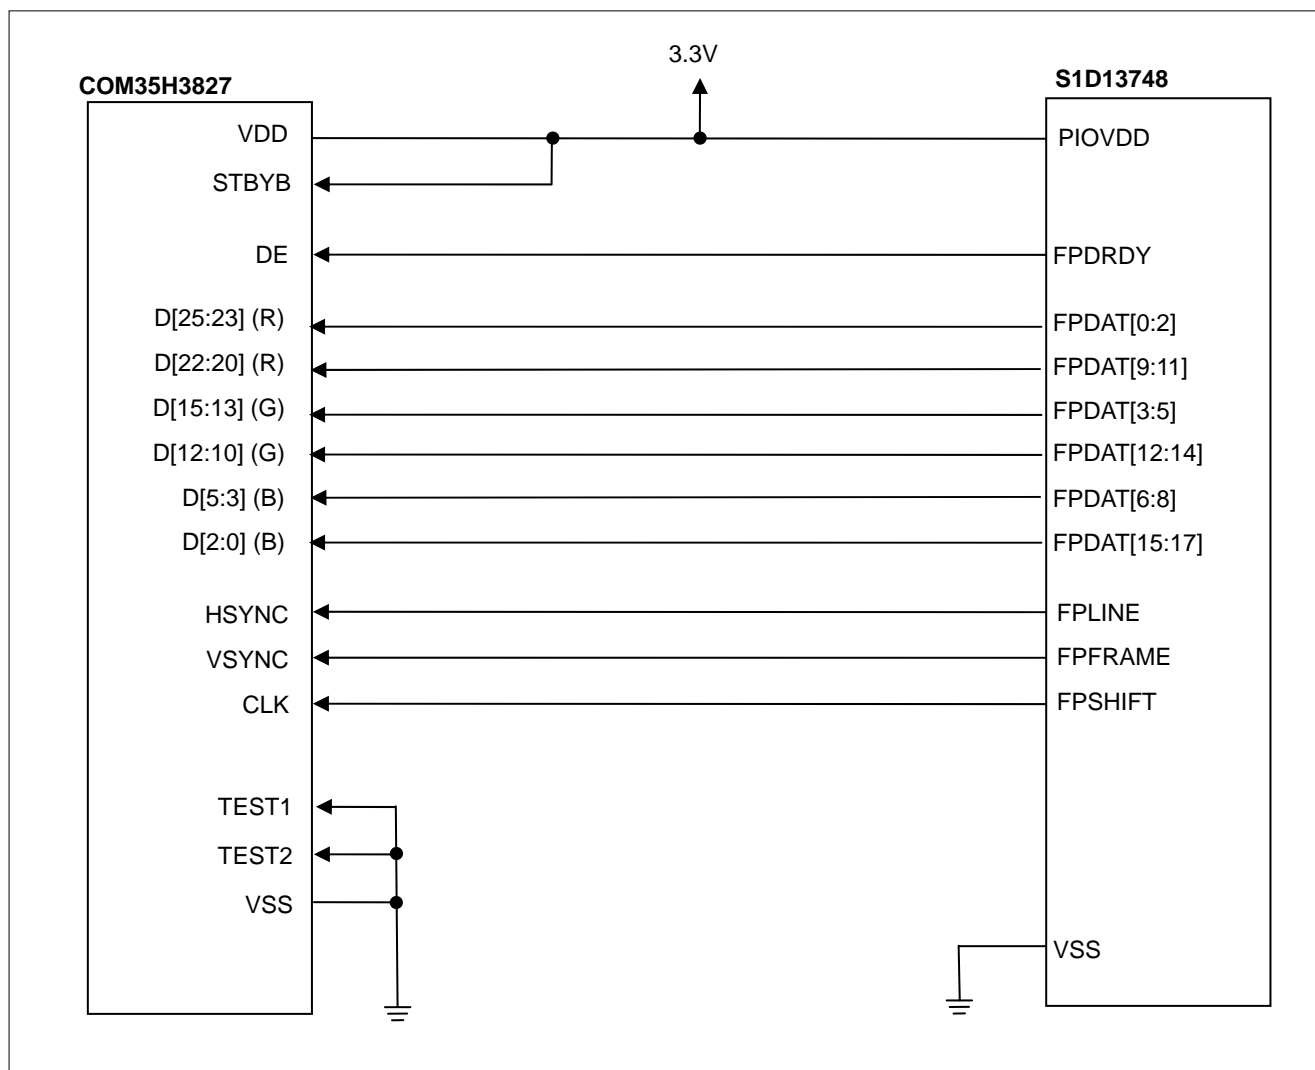 3.3V
COM35H3827
S1D13748
VDD
PIOVDD
STBYB
DE
FPDRDY
D[25:23] (R)
FPDAT[0:2]
D[22:20] (R)
FPDAT[9:11]
D[15:13] (G)
FPDAT[3:5]
D[12:10] (G)
FPDAT[12:14]
D[5:3] (B)
FPDAT[6:8]
D[2:0] (B)
FPDAT[15:17]
HSYNC
FPLINE
VSYNC
FPFRAME
CLK
FPSHIFT
TEST1
TEST2
VSS
VSS